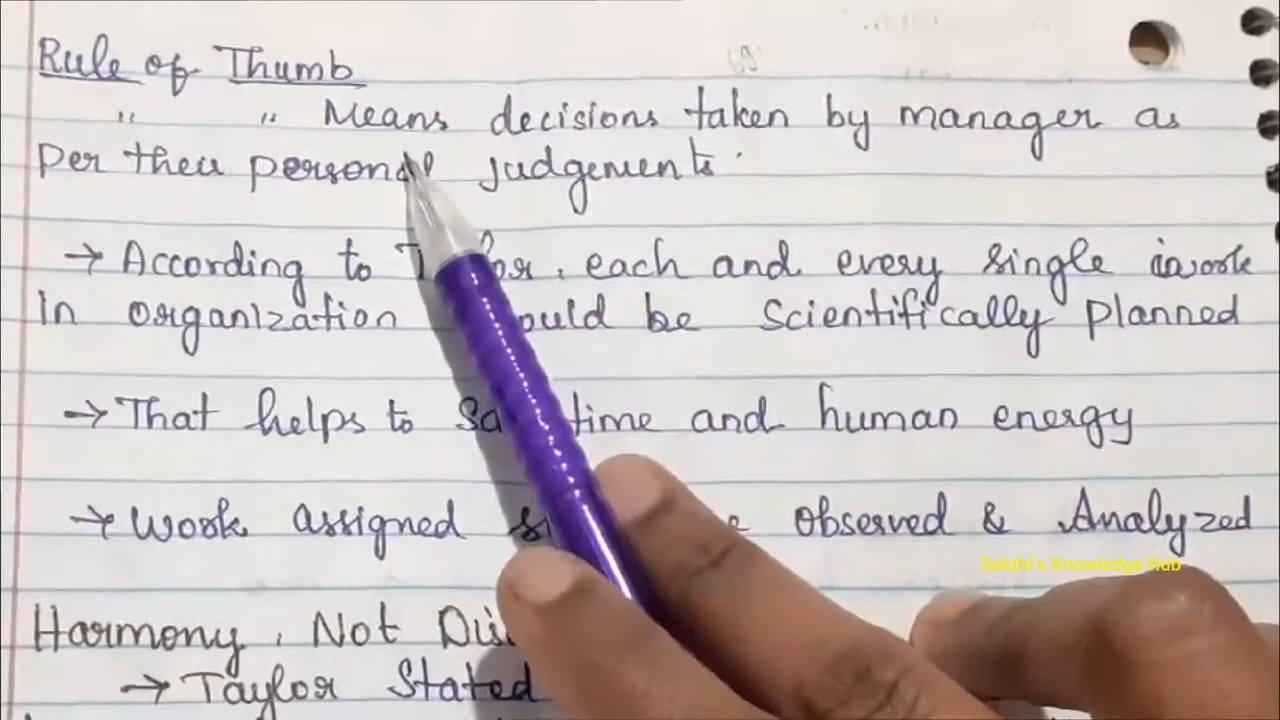 Rule of Thumb
" " Means decisions taken by manager as
Per their personal judgements.
→ According to each and every single work
In organization be scientifically planned
→ That helps to time and human energy
→ Work assigned Observed & Analyzed
Sakthi's Knowledge Hub
Harmony, Not
→ Taylor Stated